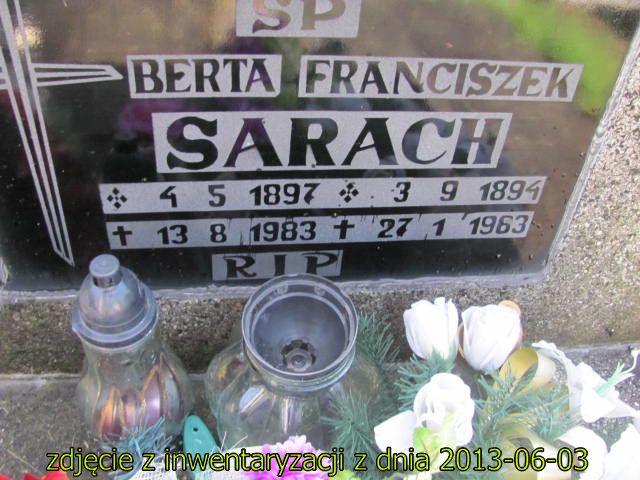 SP
BERTA FRANCISZEK
SARACH
4 5 1897 3 9 1894
✝ 13 8 1983 ✝ 27 1 1963
RIP
zdjęcie z inwentaryzacji z dnia 2013-06-03